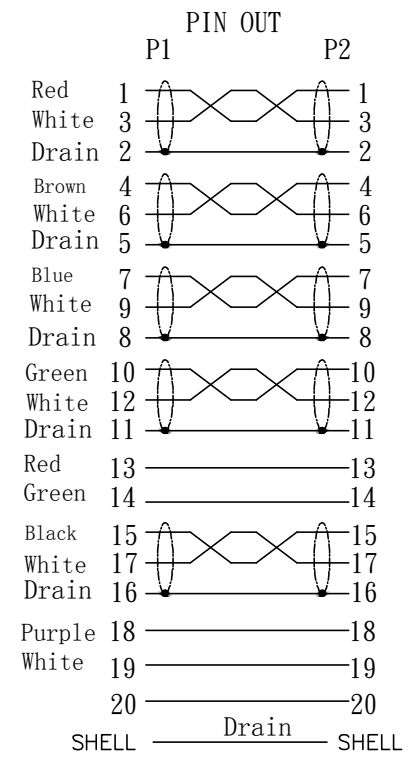 PIN OUT
P1 P2
Red 1 1
White 3 3
Drain 2 2
Brown 4 4
White 6 6
Drain 5 5
Blue 7 7
White 9 9
Drain 8 8
Green 10 10
White 12 12
Drain 11 11
Red 13 13
Green 14 14
Black 15 15
White 17 17
Drain 16 16
Purple 18 18
White 19 19
20 20
SHELL Drain SHELL